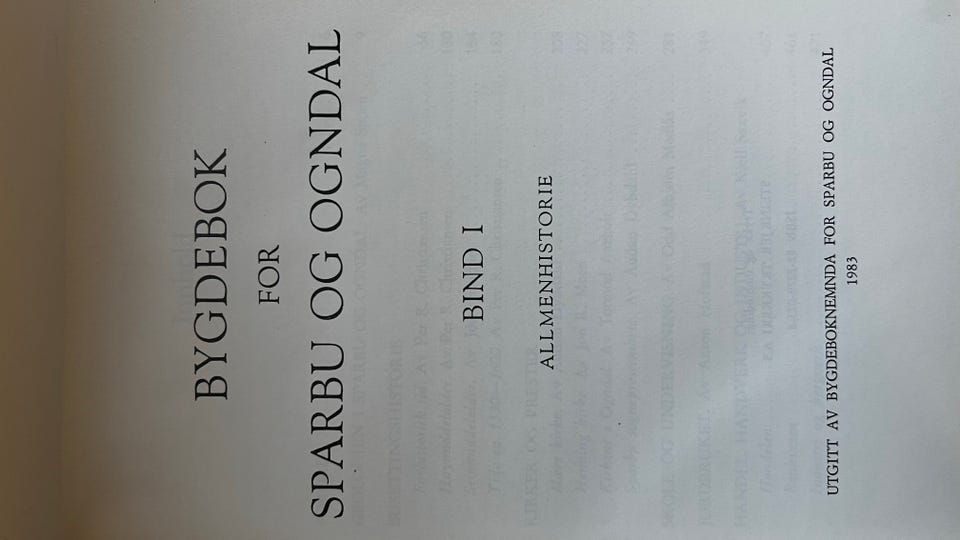 BYGDEBOK
FOR
SPARBU OG OGNDAL
BIND I
ALLMENHISTORIE
UTGITT AV BYGDEBOKNEMNDA FOR SPARBU OG OGNDAL
1983